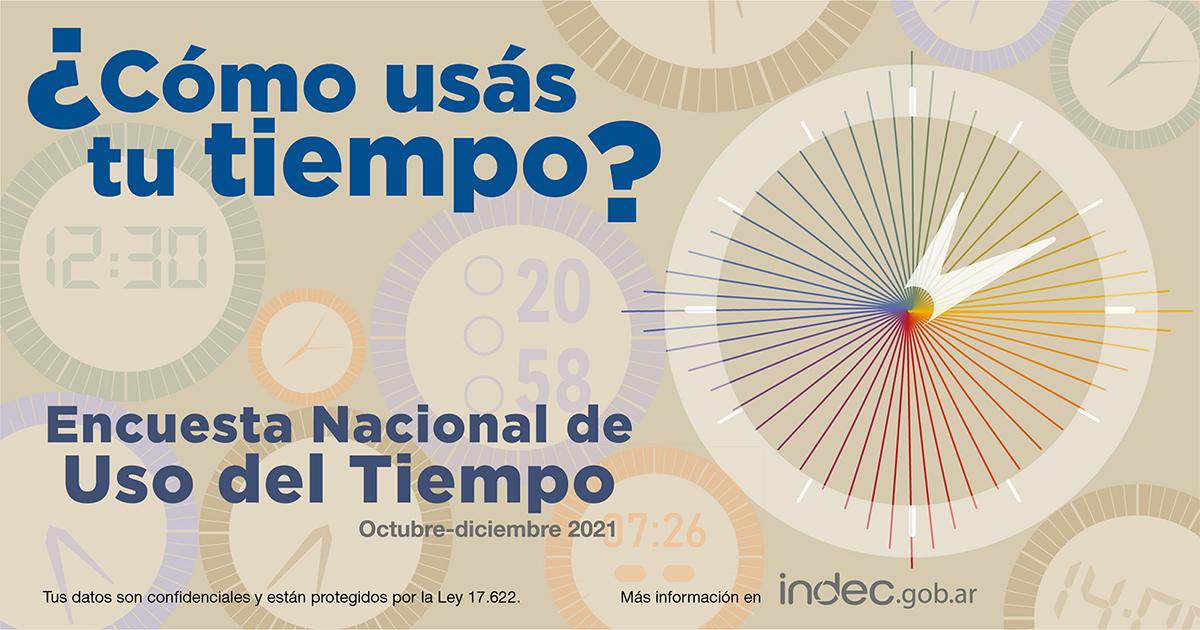 ¿Cómo usás
tu tiempo?
12:30
20
58
Encuesta Nacional de
Uso del Tiempo
Octubre-diciembre 2021
07:26
Tus datos son confidenciales y están protegidos por la Ley 17.622.
Más información en indec.gob.ar